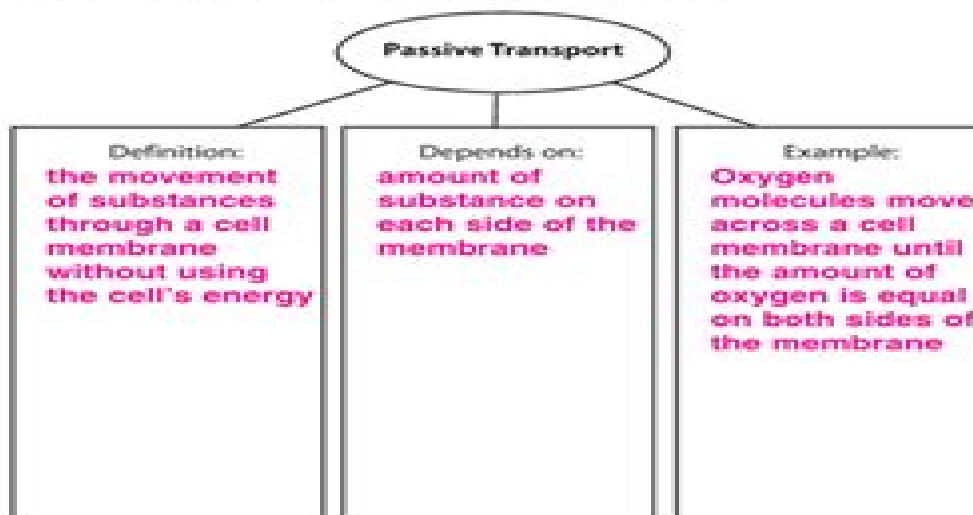 Passive Transport
Definition:
the movement
of substances
through a cell
membrane
without using
the cell's energy
Depends on:
amount of
substance on
each side of the
membrane
Example:
Oxygen
molecules move
across a cell
membrane until
the amount of
oxygen is equal
on both sides of
the membrane